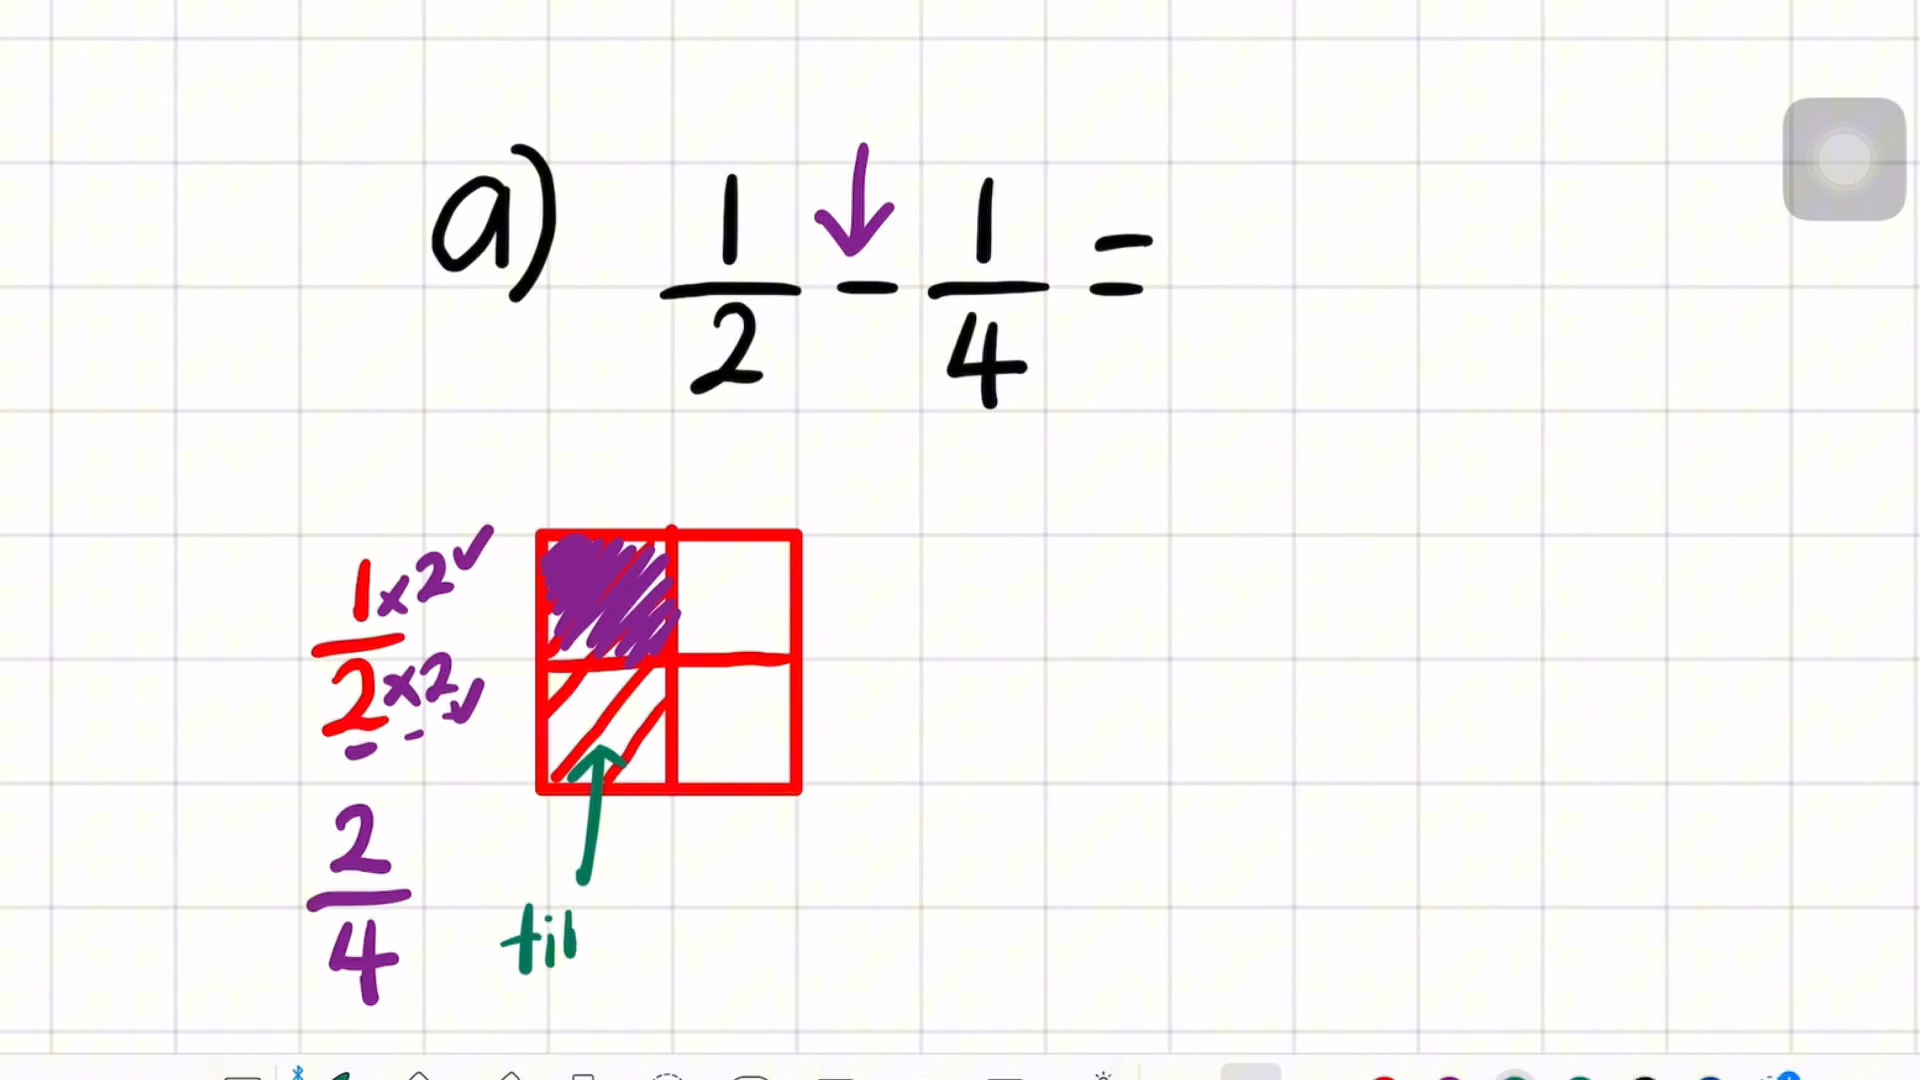 a) 1/2 - 1/4 =
1×2 ✓
2×2 ✓
2/4
til